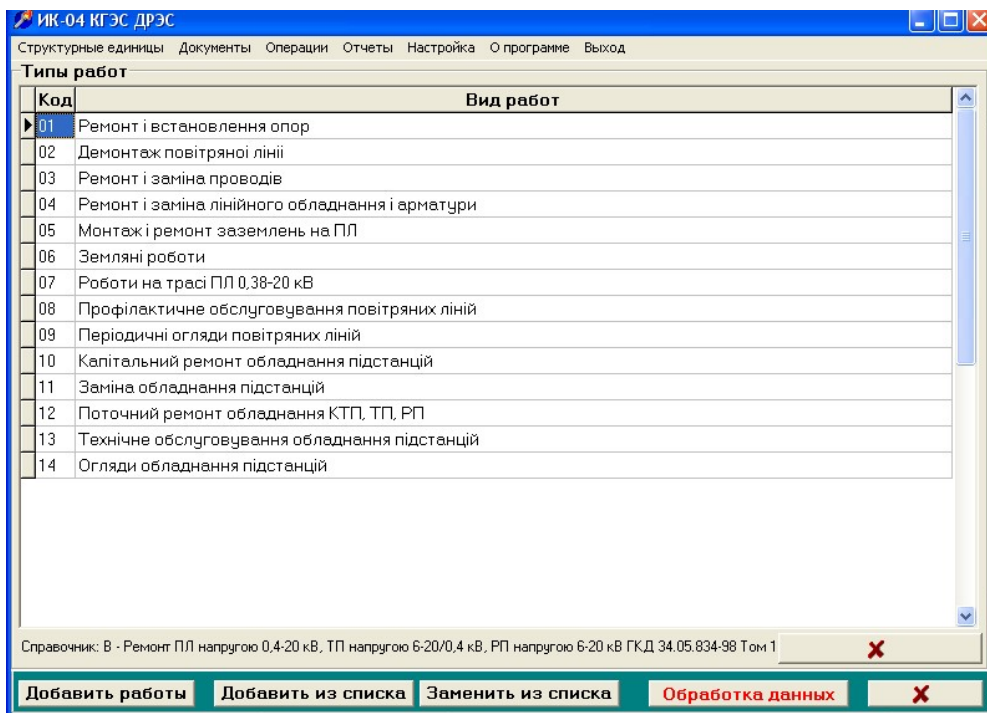 ИК-04 КГЭС ДРЭС
Структурные единицы Документы Операции Отчеты Настройка О программе Выход
Типы работ
Код Вид работ
01 Ремонт і встановлення опор
02 Демонтаж повітряноі лініі
03 Ремонт і заміна проводів
04 Ремонт і заміна лінійного обладнання і арматури
05 Монтаж і ремонт заземлень на ПЛ
06 Земляні роботи
07 Роботи на трасі ПЛ 0,38-20 кВ
08 Профілактичне обслуговування повітряних ліній
09 Періодичні огляди повітряних ліній
10 Капітальний ремонт обладнання підстанцій
11 Заміна обладнання підстанцій
12 Поточний ремонт обладнання КТП, ТП, РП
13 Технічне обслуговування обладнання підстанцій
14 Огляди обладнання підстанцій
Справочник: В - Ремонт ПЛ напругою 0,4-20 кВ, ТП напругою 6-20/0,4 кВ, РП напругою 6-20 кВ ГКД 34.05.834-98 Том 1
Добавить работы Добавить из списка Заменить из списка Обработка данных